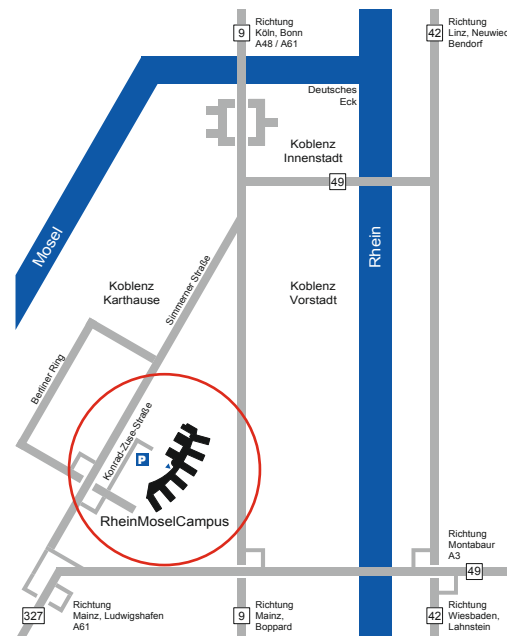 9
Richtung
Köln, Bonn
A48 / A61
42
Richtung
Linz, Neuwied
Bendorf
Deutsches
Eck
Koblenz
Innenstadt
49
Mosel
Rhein
Koblenz
Karthause
Simmerner Straße
Koblenz
Vorstadt
Berliner Ring
Konrad-Zuse-Straße
P
RheinMoselCampus
Richtung
Montabaur
A3
49
327
Richtung
Mainz, Ludwigshafen
A61
9
Richtung
Mainz,
Boppard
42
Richtung
Wiesbaden,
Lahnstein